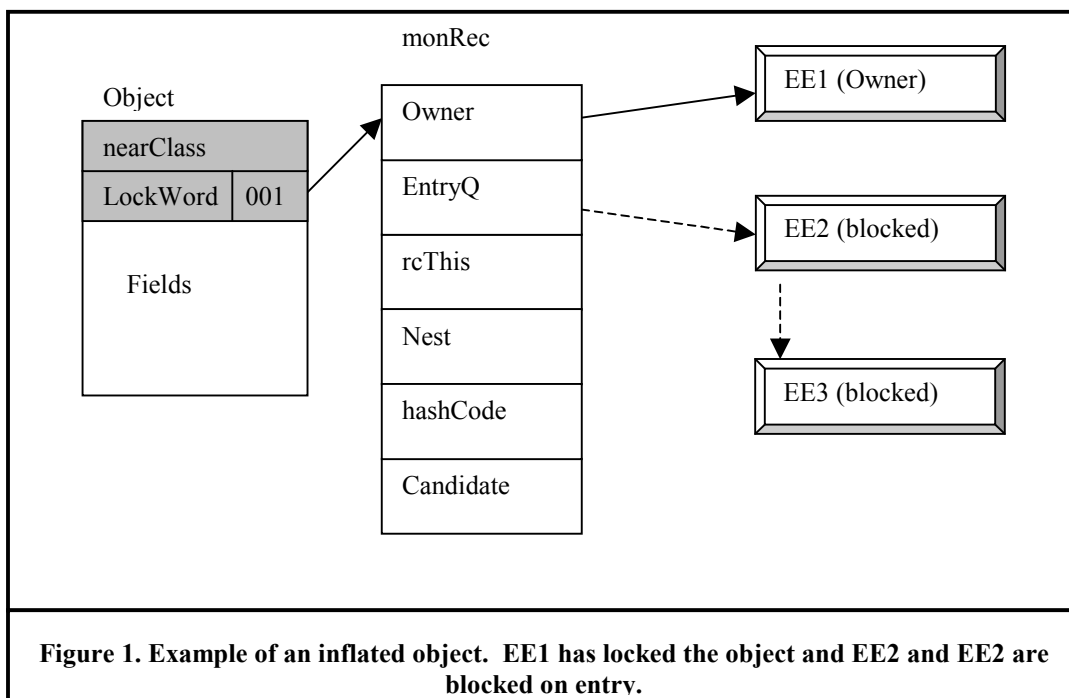 monRec
Object
nearClass
LockWord 001
Fields
Owner
EntryQ
rcThis
Nest
hashCode
Candidate
EE1 (Owner)
EE2 (blocked)
EE3 (blocked)
Figure 1. Example of an inflated object. EE1 has locked the object and EE2 and EE2 are
blocked on entry.